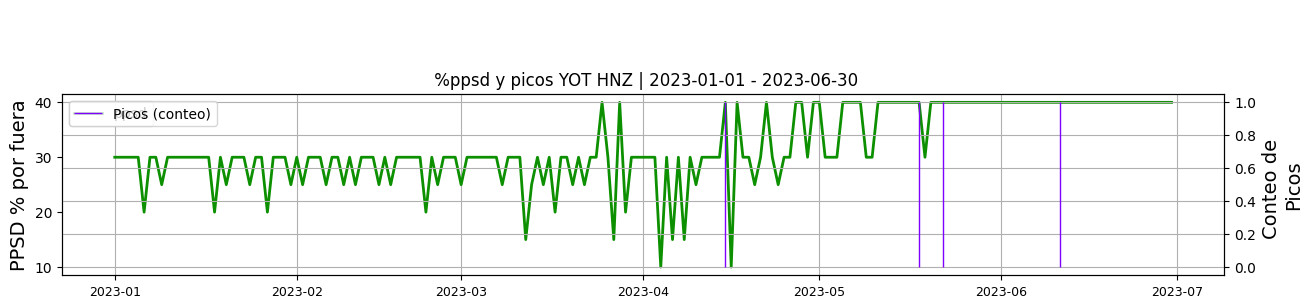 %ppsd y picos YOT HNZ | 2023-01-01 - 2023-06-30
Picos (conteo)
PPSD % por fuera
40
30
20
10
1.0
0.8
0.6
0.4
0.2
0.0
Conteo de
Picos
2023-01 2023-02 2023-03 2023-04 2023-05 2023-06 2023-07